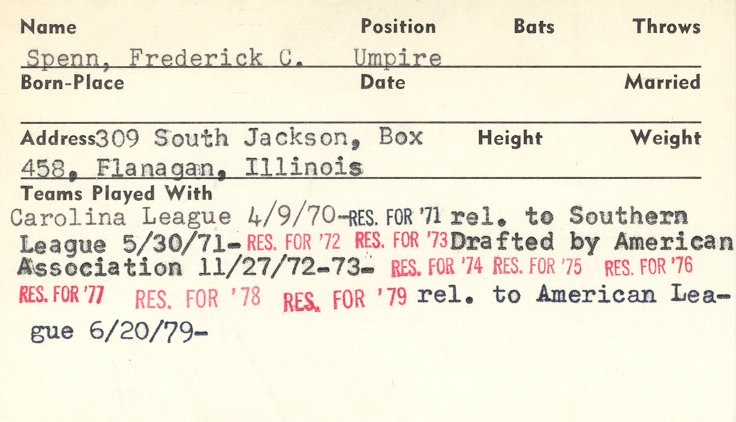 Name Position Bats Throws
Spenn, Frederick C. Umpire
Born-Place Date Married
Address309 South Jackson, Box Height Weight
458, Flanagan, Illinois
Teams Played With
Carolina League 4/9/70-RES. FOR '71 rel. to Southern
League 5/30/71- RES. FOR '72 RES. FOR '73Drafted by American
Association 11/27/72-73- RES. FOR '74 RES. FOR '75 RES. FOR '76
RES. FOR '77 RES. FOR '78 RES. FOR '79 rel. to American Lea-
gue 6/20/79-